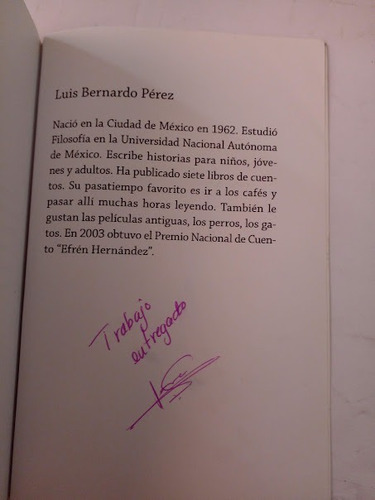 Luis Bernardo Pérez
Nació en la Ciudad de México en 1962. Estudió
Filosofía en la Universidad Nacional Autónoma
de México. Escribe historias para niños, jóve-
nes y adultos. Ha publicado siete libros de cuen-
tos. Su pasatiempo favorito es ir a los cafés y
pasar allí muchas horas leyendo. También le
gustan las películas antiguas, los perros, los ga-
tos. En 2003 obtuvo el Premio Nacional de Cuen-
to "Efrén Hernández".
Trabajo
entregado